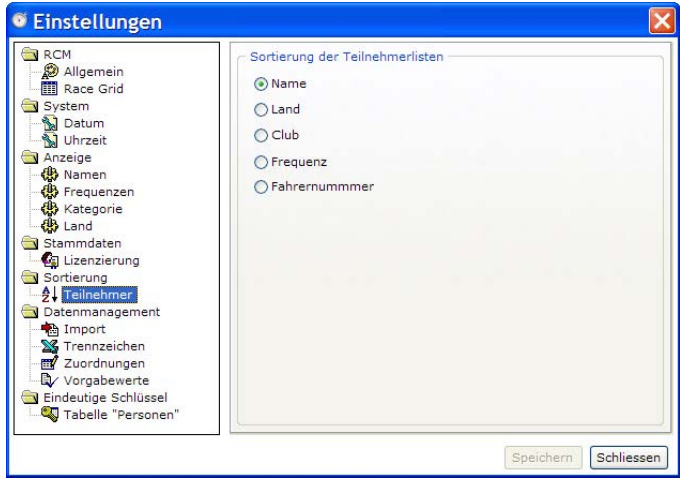 Einstellungen
RCM
Allgemein
Race Grid
System
Datum
Uhrzeit
Anzeige
Namen
Frequenzen
Kategorie
Land
Stammdaten
Lizenzierung
Sortierung
Teilnehmer
Datenmanagement
Import
Trennzeichen
Zuordnungen
Vorgabewerte
Eindeutige Schlüssel
Tabelle "Personen"
Sortierung der Teilnehmerlisten
Name
Land
Club
Frequenz
Fahrernummmer
Speichern
Schliessen